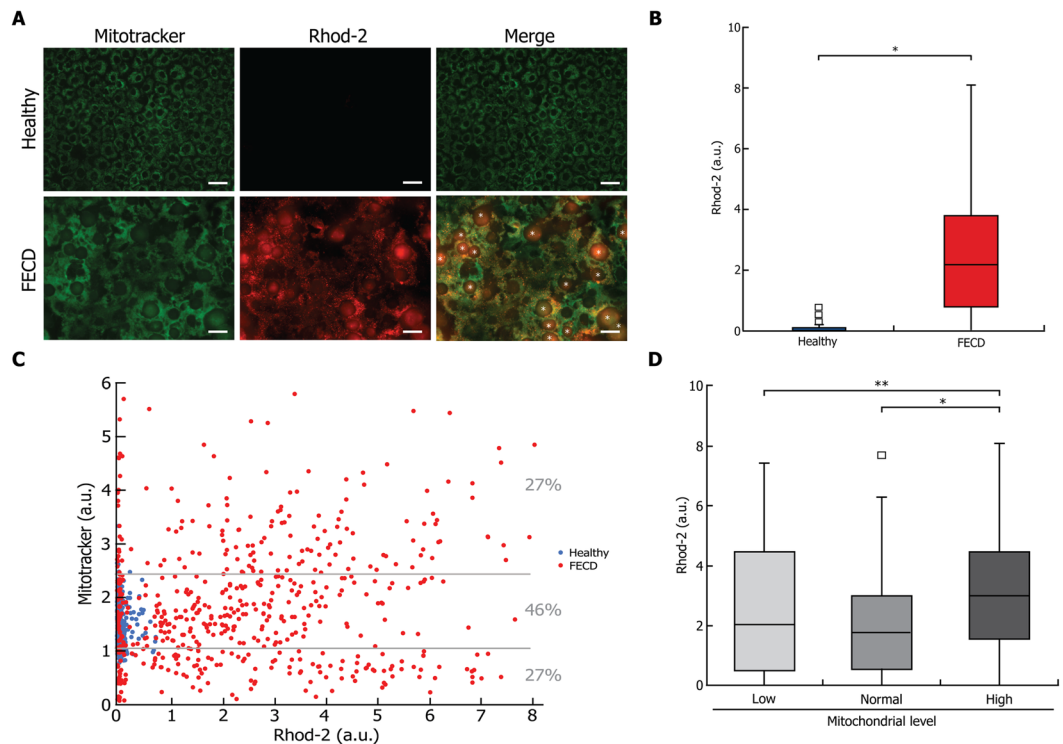 A
Mitotracker Rhod-2 Merge
Healthy
FECD
B
10
8
6
4
2
0
Rhod-2 (a.u.)
*
Healthy FECD
C
6
5
4
3
2
1
0
Mitotracker (a.u.)
27%
46%
27%
Healthy
FECD
0 1 2 3 4 5 6 7 8
Rhod-2 (a.u.)
D
10
8
6
4
2
0
Rhod-2 (a.u.)
**
*
Low Normal High
Mitochondrial level